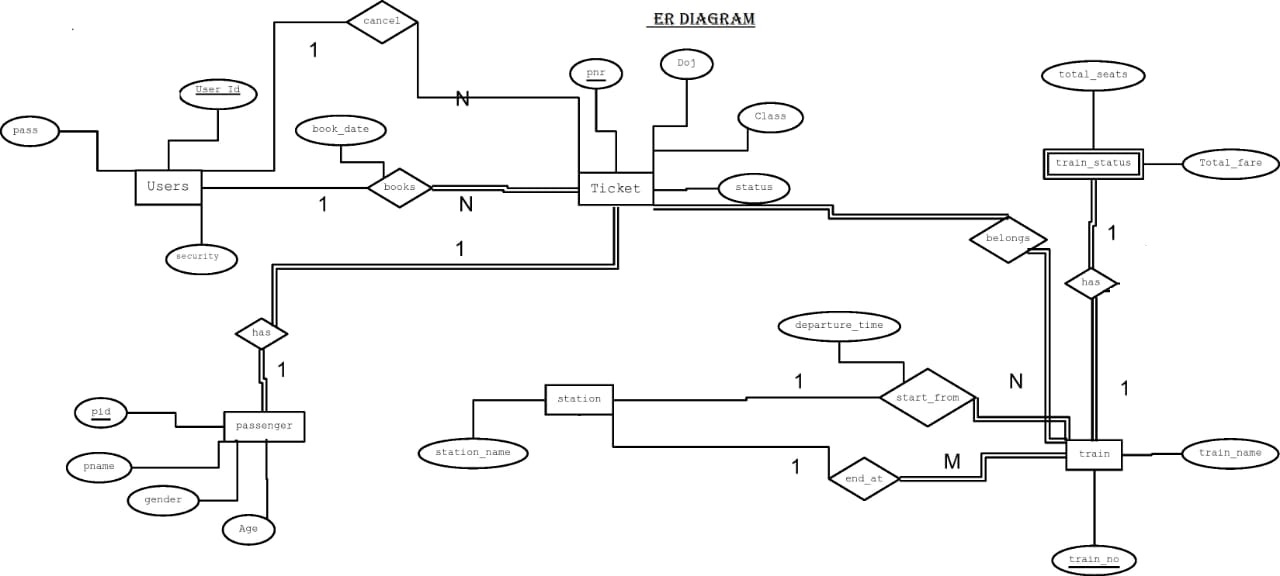 ER DIAGRAM
cancel
1
N
pnr
Doj
total_seats
User Id
pass
book_date
Class
Users
books
Ticket
status
train_status
Total_fare
1
N
1
belongs
1
security
1
has
has
1
departure_time
1
N
1
station
start_from
pid
passenger
station_name
1
M
train
train_name
pname
end_at
gender
Age
train_no